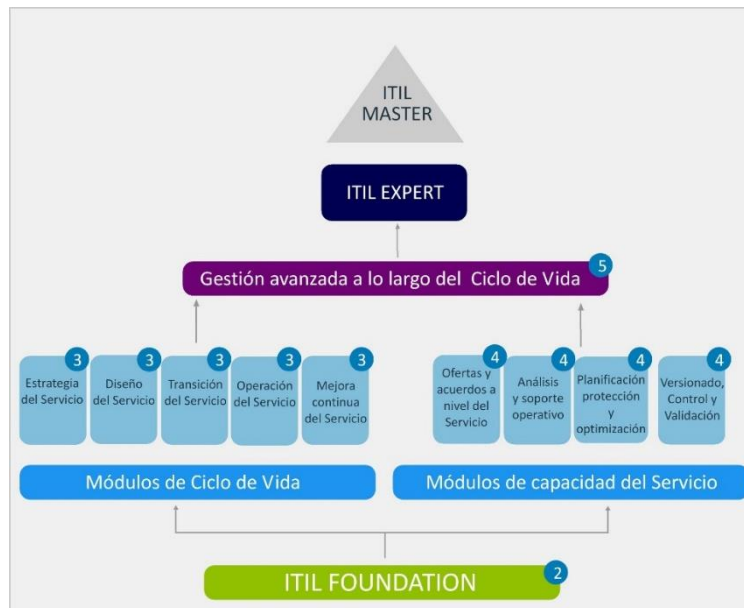 ITIL
MASTER
ITIL EXPERT
Gestión avanzada a lo largo del Ciclo de Vida
5
3
Estrategia
del Servicio
3
Diseño
del Servicio
3
Transición
del Servicio
3
Operación
del Servicio
3
Mejora
continua
del Servicio
4
Ofertas y
acuerdos a
nivel del
Servicio
4
Análisis
y soporte
operativo
4
Planificación
protección
y
optimización
4
Versionado,
Control y
Validación
Módulos de Ciclo de Vida
Módulos de capacidad del Servicio
ITIL FOUNDATION
2